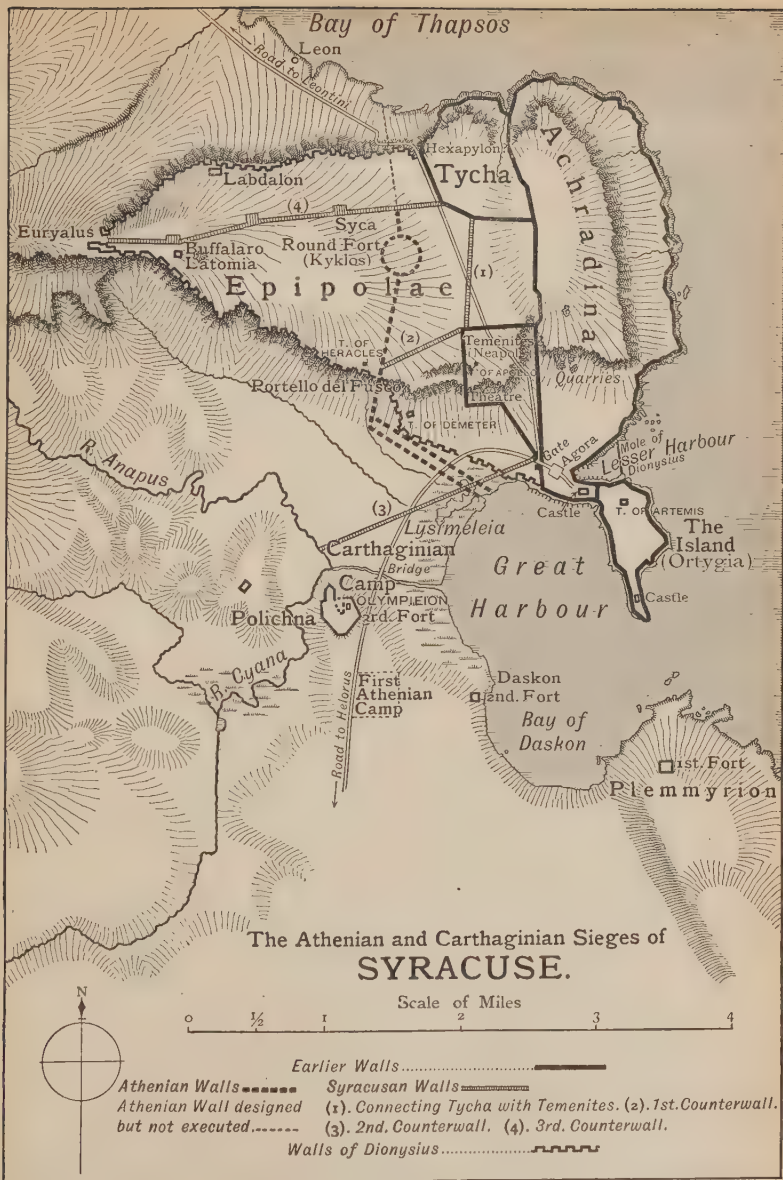 Bay of Thapsos
Leon
Road to Leontini
Hexapylon?
Tycha
Achradina
Labdalon
(4)
Euryalus
Syca
Buffalaro
Latomia
Round Fort
(Kyklos)
(1)
Epipolae
(2)
T. OF
HERACLES
Temenites
(Neapol
Quarries
Portello del Fusco
Theatre
T. OF DEMETER
R. Anapus
Gate
Agora
Mole of
Dionysius
Lesser Harbour
(3)
Lysimeleia
Castle
T. OF ARTEMIS
The
Island
(Ortygia)
Carthaginian
Camp
Bridge
Great
Harbour
Castle
Polichna
OLYMPIEION
3rd. Fort
R. Cyana
First
Athenian
Camp
Road to Helorus
Daskon
2nd. Fort
Bay of
Daskon
1st. Fort
Plemmyrion
The Athenian and Carthaginian Sieges of
SYRACUSE.
Scale of Miles
N
0 1/2 1 2 3 4
Earlier Walls
Athenian Walls Syracusan Walls
Athenian Wall designed (1). Connecting Tycha with Temenites. (2). 1st. Counterwall.
but not executed. (3). 2nd. Counterwall. (4). 3rd. Counterwall.
Walls of Dionysius